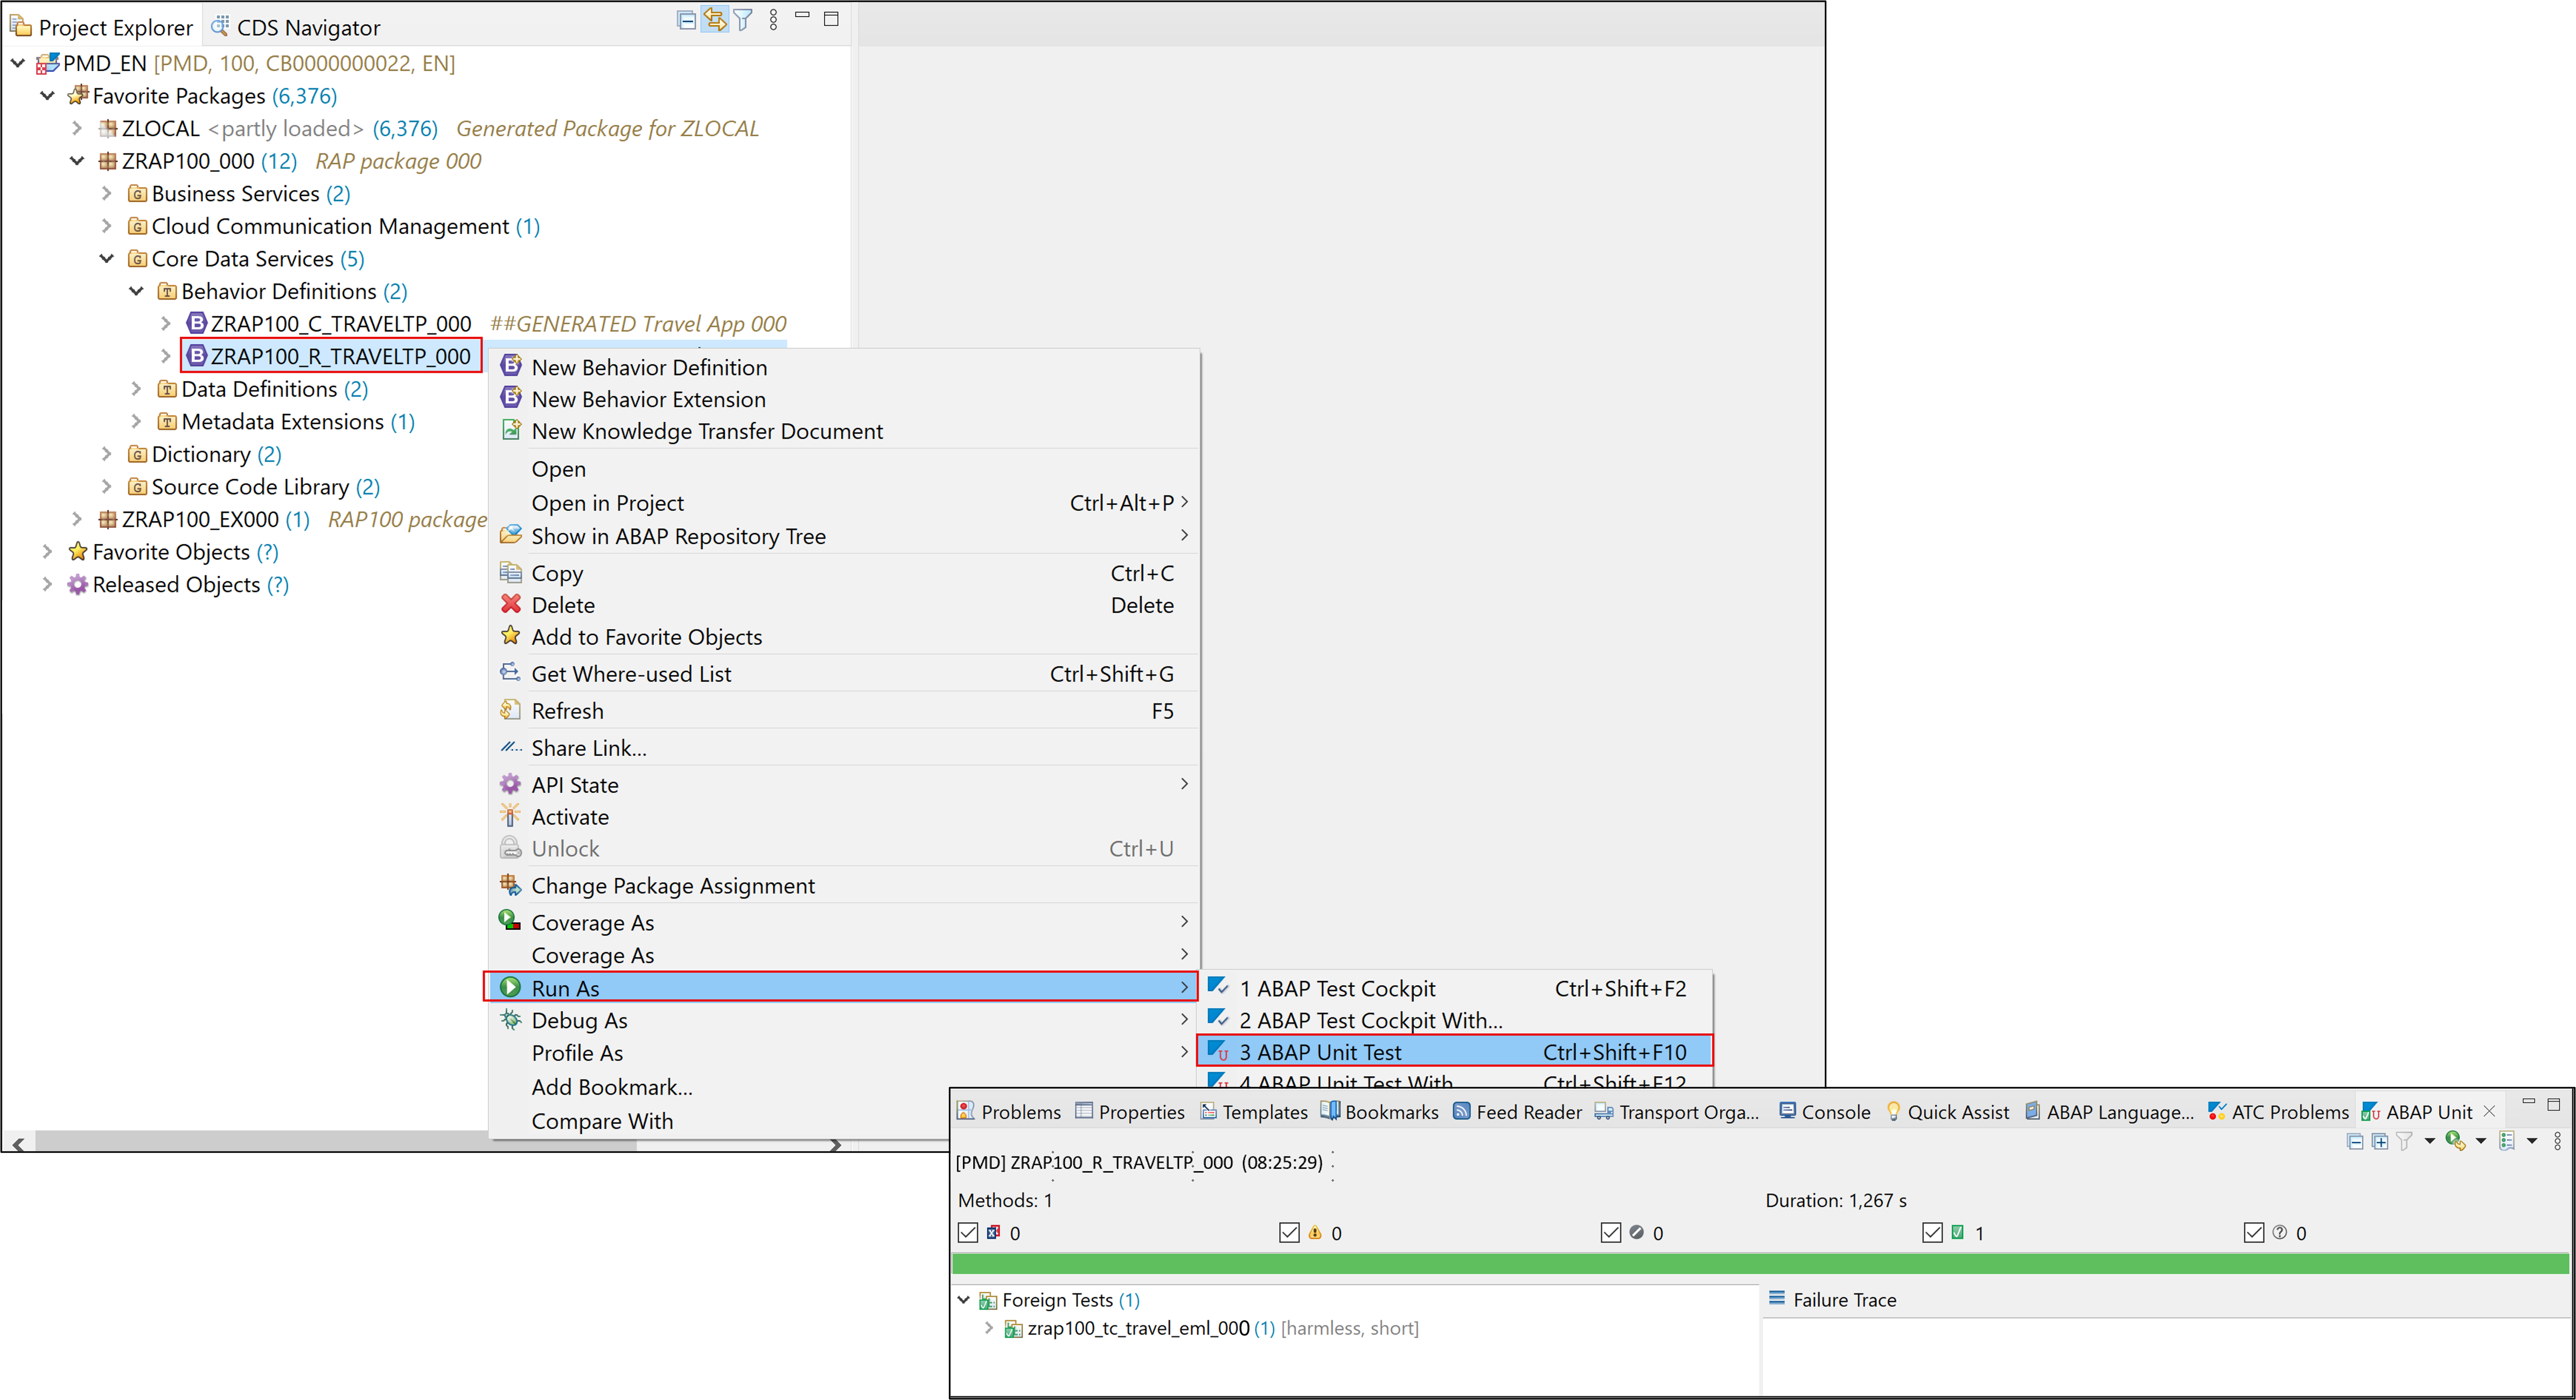 Project Explorer CDS Navigator
PMD_EN [PMD, 100, CB0000000022, EN]
Favorite Packages (6,376)
ZLOCAL <partly loaded> (6,376) Generated Package for ZLOCAL
ZRAP100_000 (12) RAP package 000
Business Services (2)
Cloud Communication Management (1)
Core Data Services (5)
Behavior Definitions (2)
ZRAP100_C_TRAVELTP_000 ##GENERATED Travel App 000
ZRAP100_R_TRAVELTP_000
Data Definitions (2)
Metadata Extensions (1)
Dictionary (2)
Source Code Library (2)
ZRAP100_EX000 (1) RAP100 package
Favorite Objects (?)
Released Objects (?)
New Behavior Definition
New Behavior Extension
New Knowledge Transfer Document
Open
Open in Project Ctrl+Alt+P
Show in ABAP Repository Tree
Copy Ctrl+C
Delete Delete
Add to Favorite Objects
Get Where-used List Ctrl+Shift+G
Refresh F5
Share Link...
API State
Activate
Unlock Ctrl+U
Change Package Assignment
Coverage As
Coverage As
Run As
Debug As
Profile As
Add Bookmark...
Compare With
1 ABAP Test Cockpit Ctrl+Shift+F2
2 ABAP Test Cockpit With...
3 ABAP Unit Test Ctrl+Shift+F10
4 ABAP Unit Test With Ctrl+Shift+F12
Problems Properties Templates Bookmarks Feed Reader Transport Orga... Console Quick Assist ABAP Language... ATC Problems ABAP Unit
[PMD] ZRAP100_R_TRAVELTP_000 (08:25:29)
Methods: 1 Duration: 1,267 s
0 0 0 1 0
Foreign Tests (1)
zrap100_tc_travel_eml_000 (1) [harmless, short]
Failure Trace